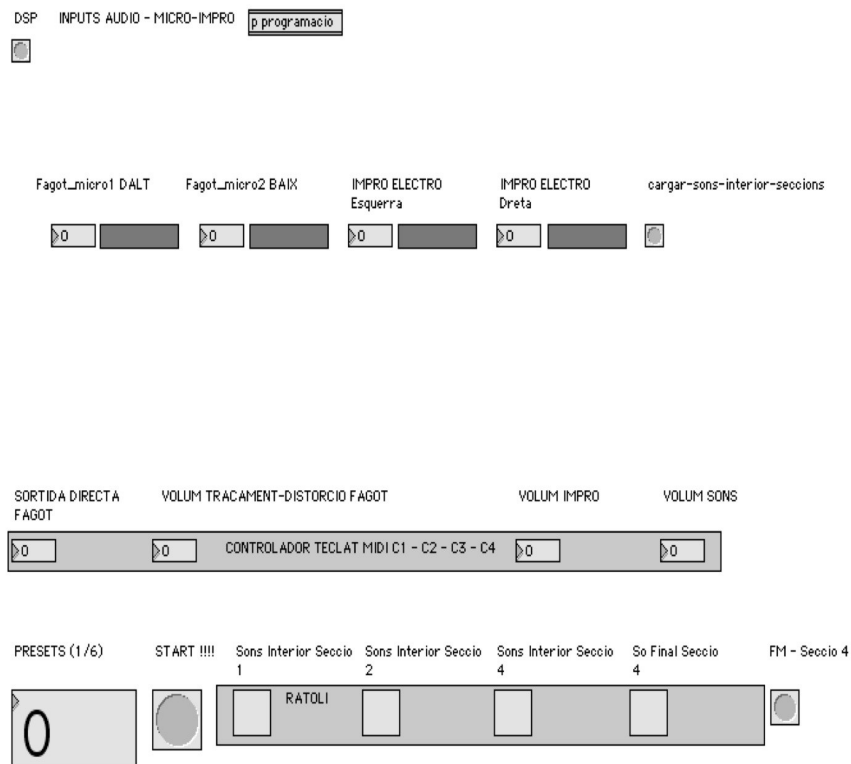 DSP INPUTS AUDIO - MICRO-IMPRO p programacio
Fagot_micro1 DALT Fagot_micro2 BAIX IMPRO ELECTRO IMPRO ELECTRO cargar-sons-interior-seccions
Esquerra Dreta
0 0 0 0
SORTIDA DIRECTA VOLUM TRACAMENT-DISTORCIO FAGOT VOLUM IMPRO VOLUM SONS
FAGOT
0 0 CONTROLADOR TECLAT MIDI C1 - C2 - C3 - C4 0 0
PRESETS (1/6) START !!!! Sons Interior Seccio Sons Interior Seccio Sons Interior Seccio So Final Seccio FM - Seccio 4
1 2 4 4
RATOLI
0